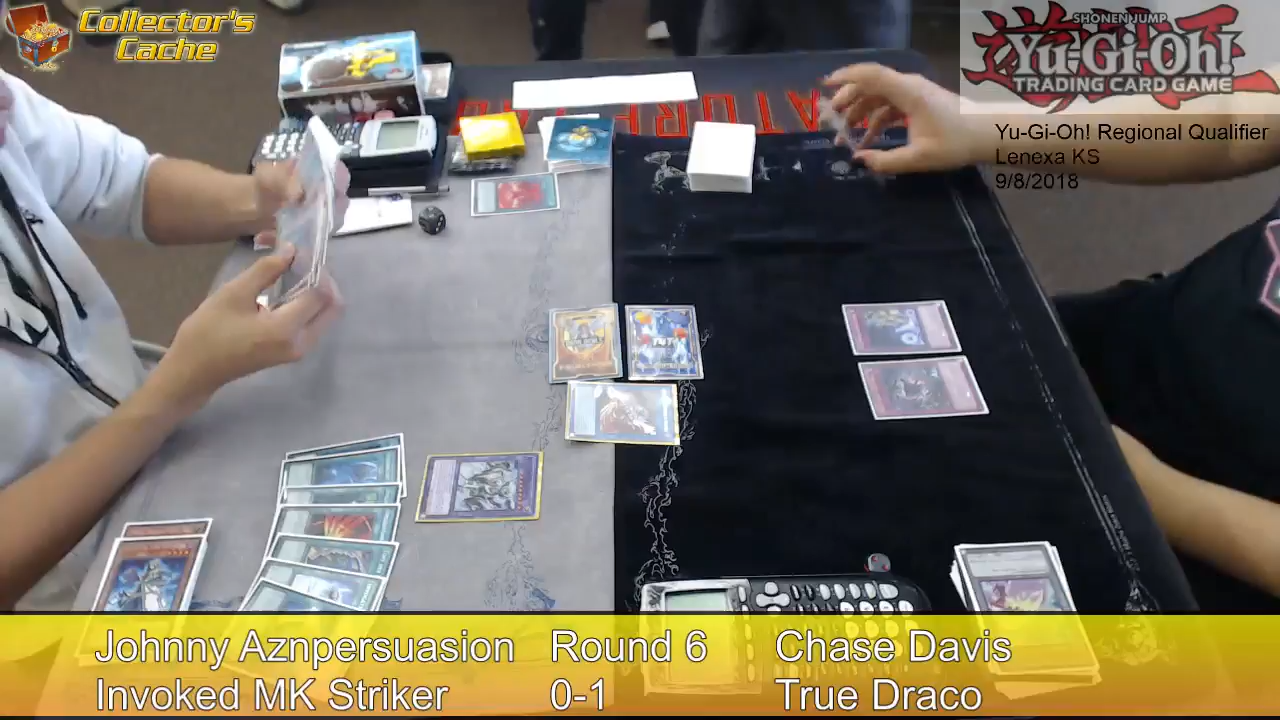 Collector's
Cache
SHONEN JUMP
Yu-Gi-Oh!
TRADING CARD GAME
Yu-Gi-Oh! Regional Qualifier
Lenexa KS
9/8/2018
Johnny Aznpersuasion
Round 6
Chase Davis
Invoked MK Striker
0-1
True Draco